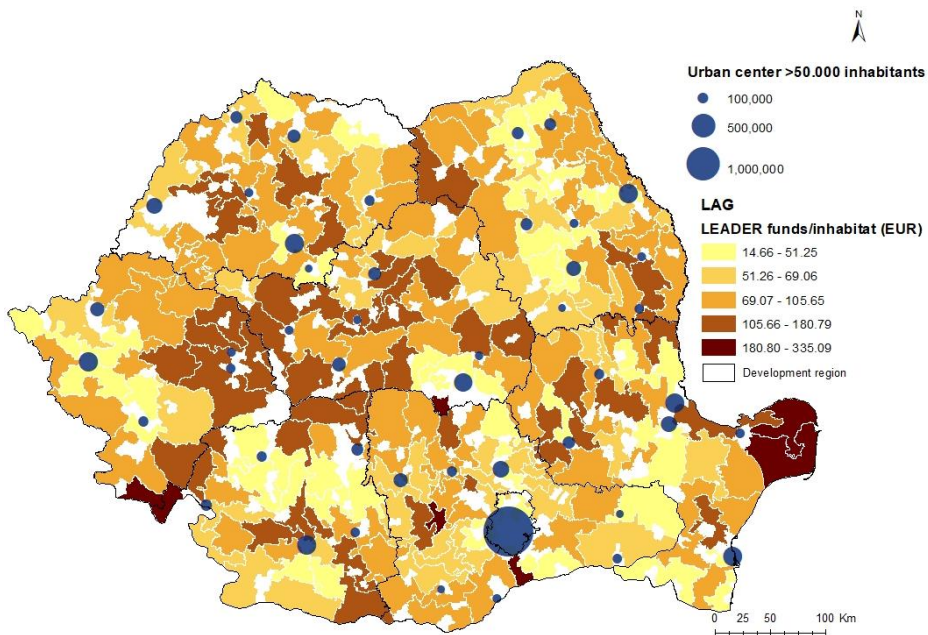 N
Urban center >50.000 inhabitants
100,000
500,000
1,000,000
LAG
LEADER funds/inhabitat (EUR)
14.66 - 51.25
51.26 - 69.06
69.07 - 105.65
105.66 - 180.79
180.80 - 335.09
Development region
0 25 50 100 Km